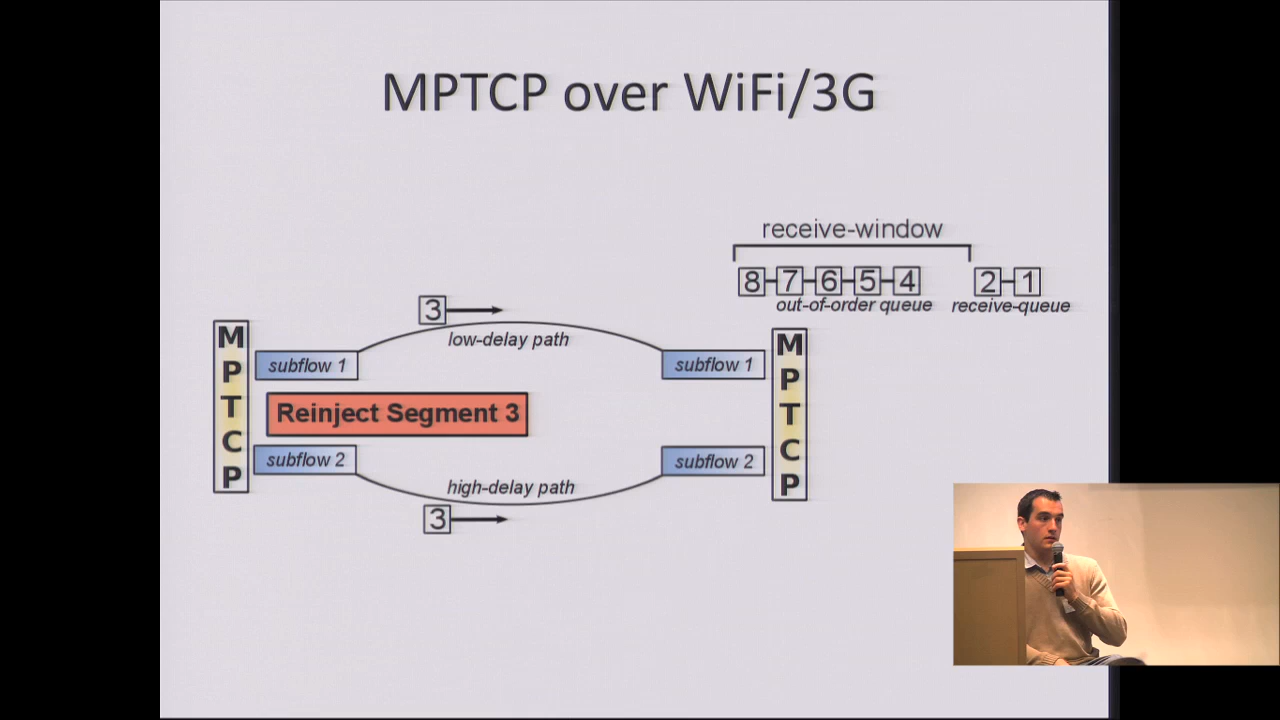 MPTCP over WiFi/3G
receive-window
8 7 6 5 4
2 1
out-of-order queue
receive-queue
3
low-delay path
MPTCP
subflow 1
subflow 1
MPTCP
Reinject Segment 3
subflow 2
subflow 2
high-delay path
3